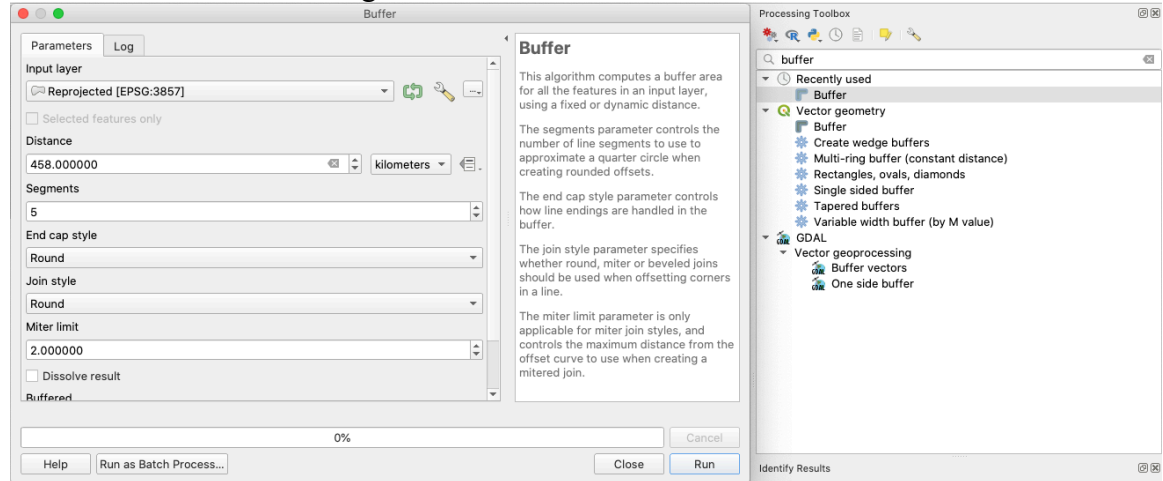 Buffer
Parameters
Log
Input layer
Reprojected [EPSG:3857]
Selected features only
Distance
458.000000
kilometers
Segments
5
End cap style
Round
Join style
Round
Miter limit
2.000000
Dissolve result
Buffered
0%
Cancel
Help
Run as Batch Process...
Close
Run
Buffer
This algorithm computes a buffer area
for all the features in an input layer,
using a fixed or dynamic distance.
The segments parameter controls the
number of line segments to use to
approximate a quarter circle when
creating rounded offsets.
The end cap style parameter controls
how line endings are handled in the
buffer.
The join style parameter specifies
whether round, miter or beveled joins
should be used when offsetting corners
in a line.
The miter limit parameter is only
applicable for miter join styles, and
controls the maximum distance from the
offset curve to use when creating a
mitered join.
Processing Toolbox
buffer
Recently used
Buffer
Vector geometry
Buffer
Create wedge buffers
Multi-ring buffer (constant distance)
Rectangles, ovals, diamonds
Single sided buffer
Tapered buffers
Variable width buffer (by M value)
GDAL
Vector geoprocessing
Buffer vectors
One side buffer
Identify Results